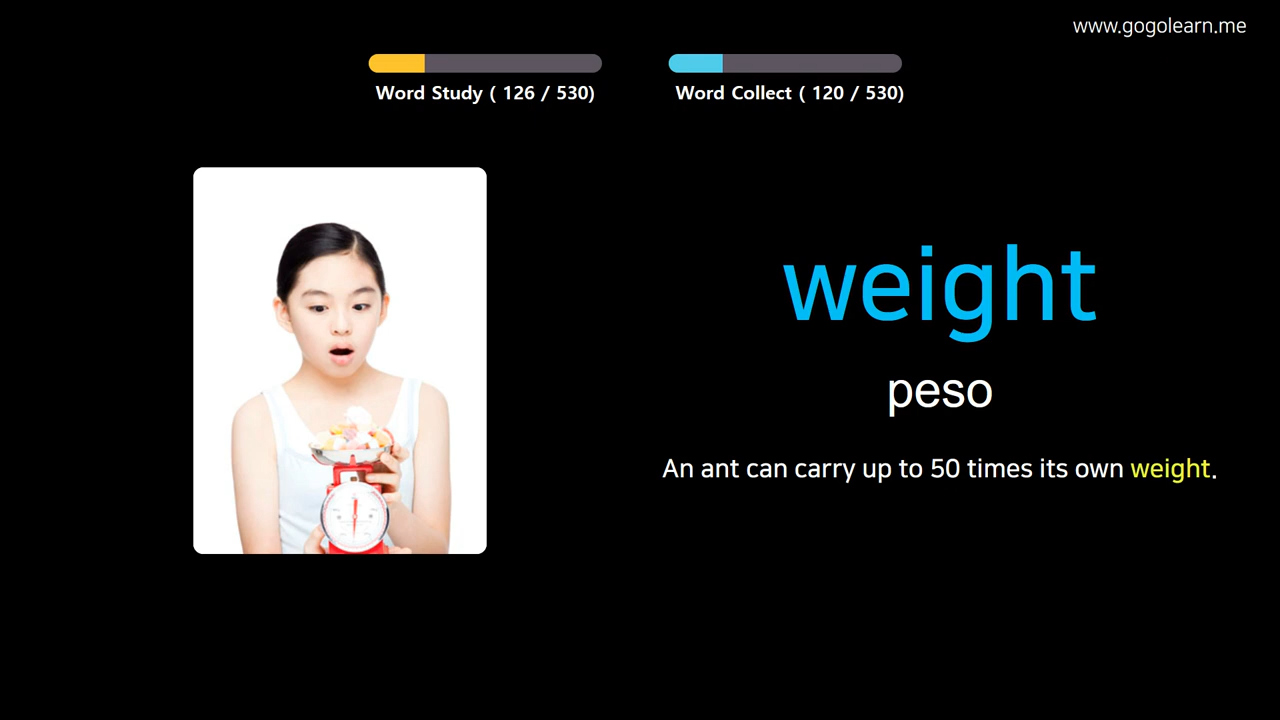 www.gogolearn.me
Word Study ( 126 / 530)
Word Collect ( 120 / 530)
weight
peso
An ant can carry up to 50 times its own weight.